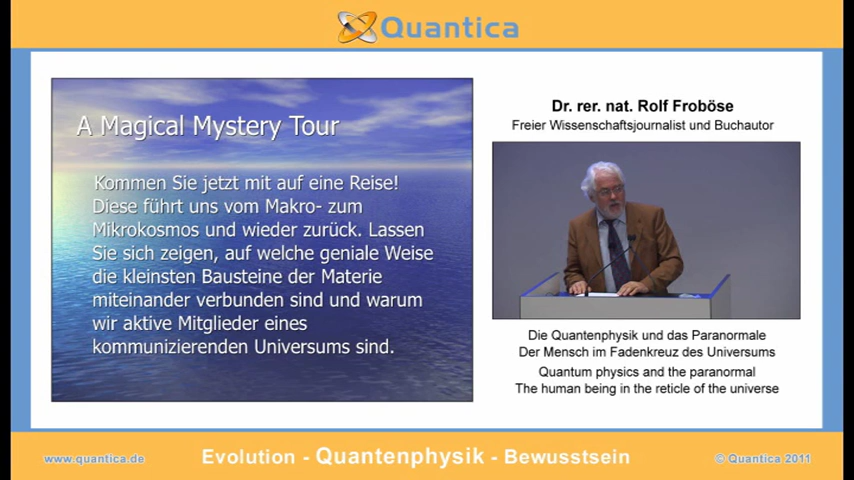 Quantica
A Magical Mystery Tour
Kommen Sie jetzt mit auf eine Reise!
Diese führt uns vom Makro- zum
Mikrokosmos und wieder zurück. Lassen
Sie sich zeigen, auf welche geniale Weise
die kleinsten Bausteine der Materie
miteinander verbunden sind und warum
wir aktive Mitglieder eines
kommunizierenden Universums sind.
Dr. rer. nat. Rolf Froböse
Freier Wissenschaftsjournalist und Buchautor
Die Quantenphysik und das Paranormale
Der Mensch im Fadenkreuz des Universums
Quantum physics and the paranormal
The human being in the reticle of the universe
www.quantica.de
Evolution - Quantenphysik - Bewusstsein
© Quantica 2011